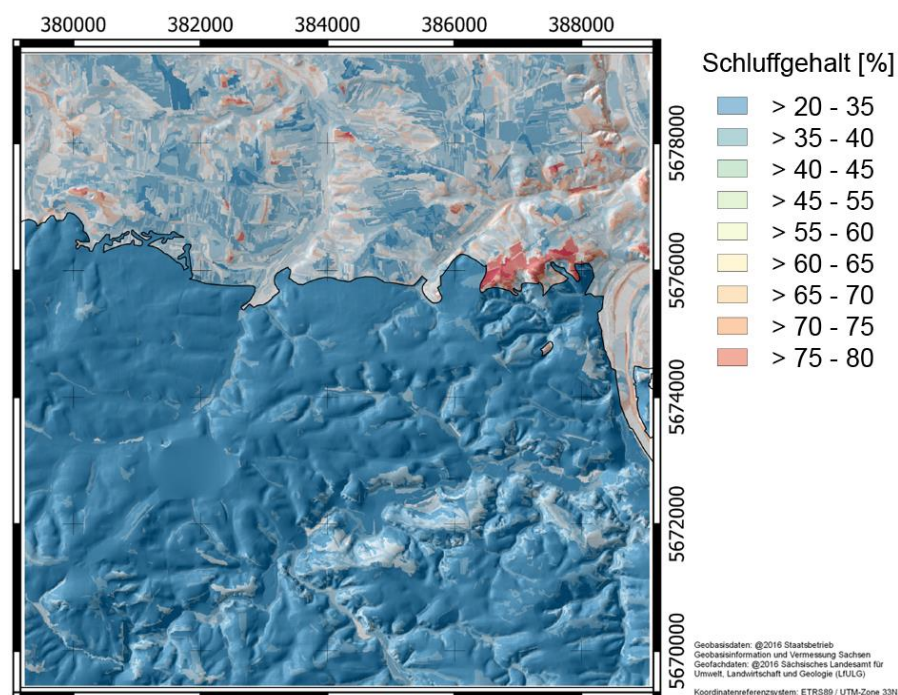 380000 382000 384000 386000 388000
Schluffgehalt [%]
> 20 - 35
> 35 - 40
> 40 - 45
> 45 - 55
> 55 - 60
> 60 - 65
> 65 - 70
> 70 - 75
> 75 - 80
5678000
5676000
5674000
5672000
5670000
Geobasisdaten: @2016 Staatsbetrieb
Geobasisinformation und Vermessung Sachsen
Geofachdaten: @2016 Sächsisches Landesamt für
Umwelt, Landwirtschaft und Geologie (LfULG)
Koordinatenreferenzsystem: ETRS89 / UTM-Zone 33N